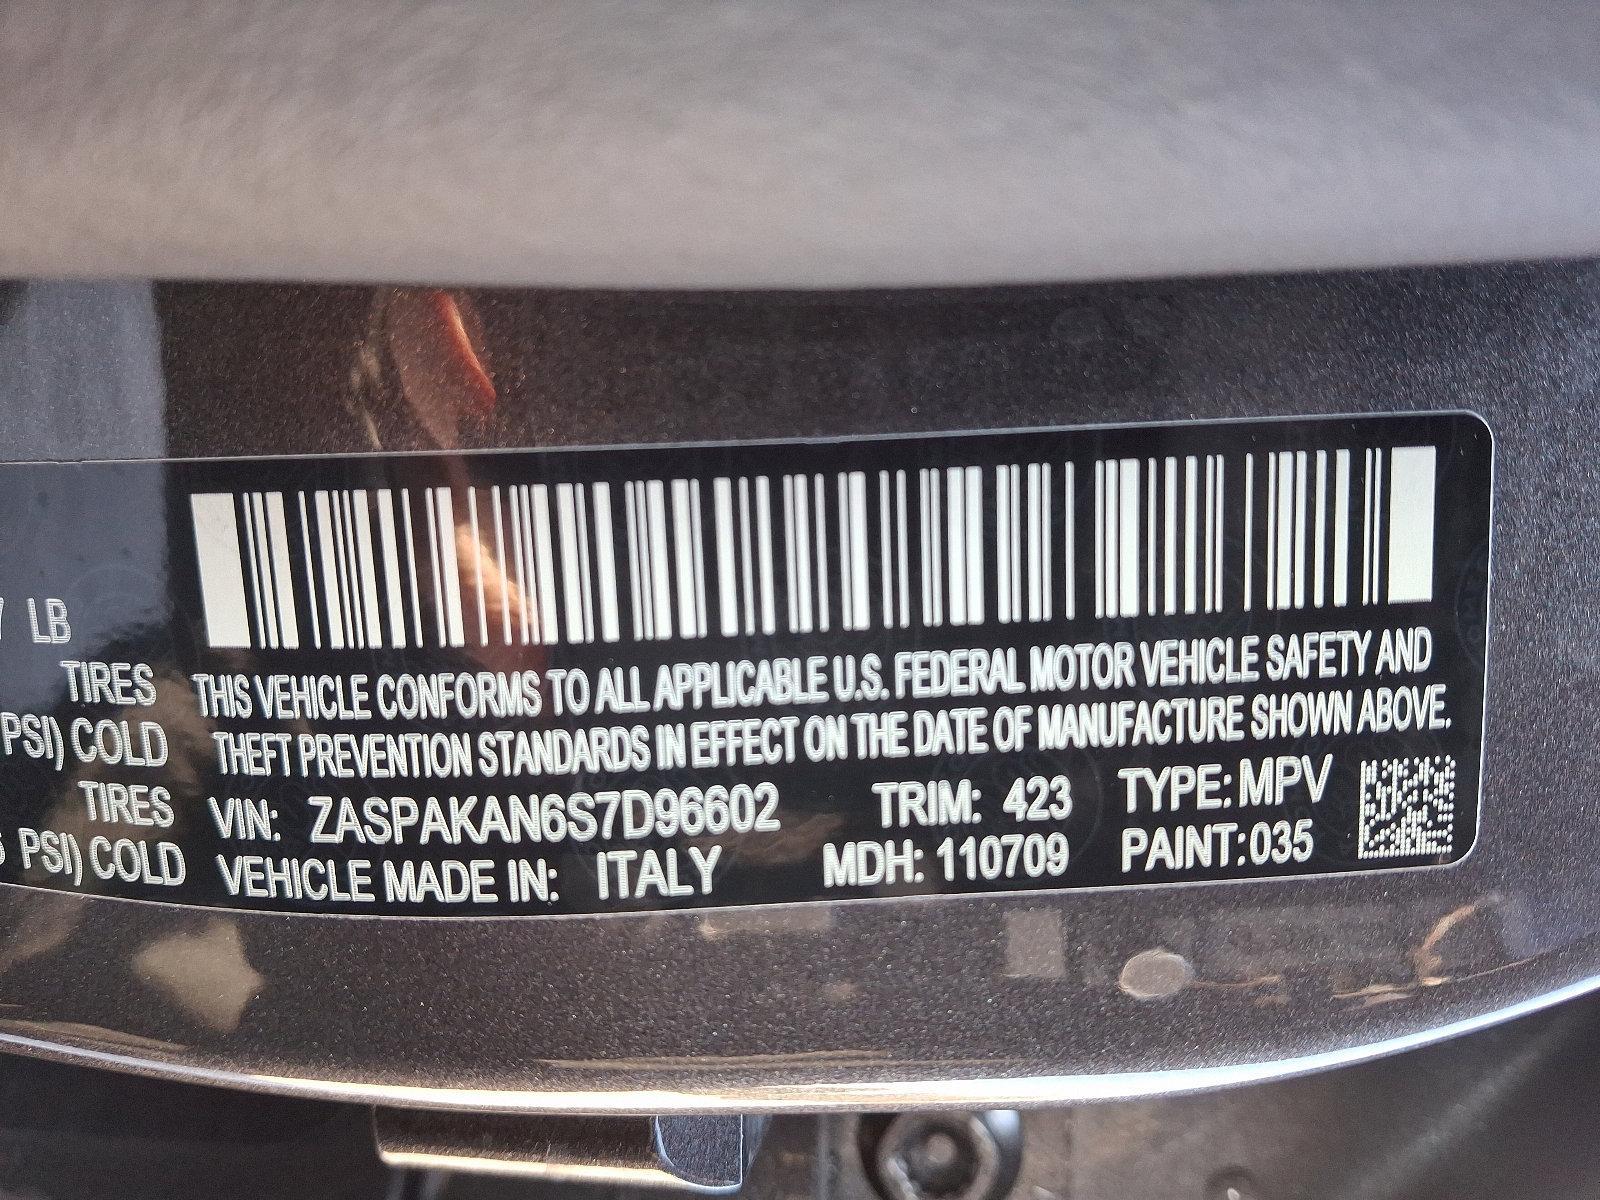 LB
TIRES
PSI) COLD
TIRES
PSI) COLD
THIS VEHICLE CONFORMS TO ALL APPLICABLE U.S. FEDERAL MOTOR VEHICLE SAFETY AND
THEFT PREVENTION STANDARDS IN EFFECT ON THE DATE OF MANUFACTURE SHOWN ABOVE.
VIN: ZASPAKAN6S7D96602 TRIM: 423 TYPE: MPV
VEHICLE MADE IN: ITALY MDH: 110709 PAINT: 035